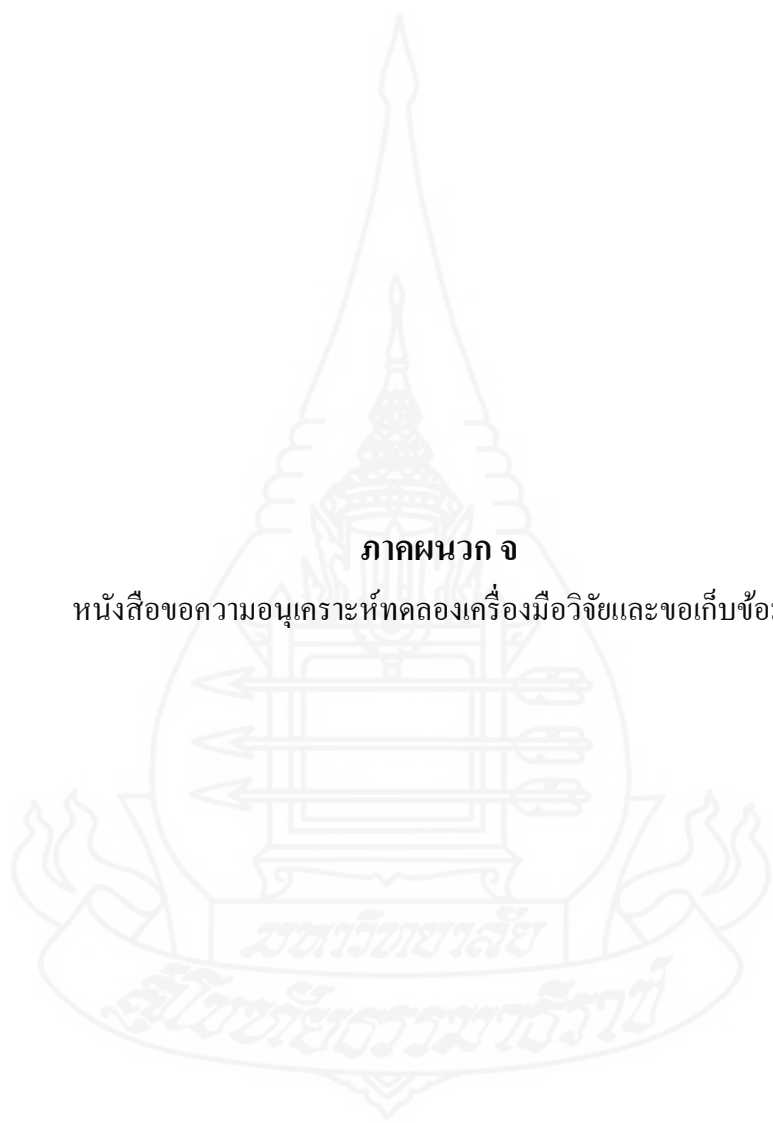 ภาคผนวก จ
หนังสือขอความอนุเคราะห์ทดลองเครื่องมือวิจัยและขอเก็บ
มหาวิทยาลัย
สุโขทัยธรรมาธิราช